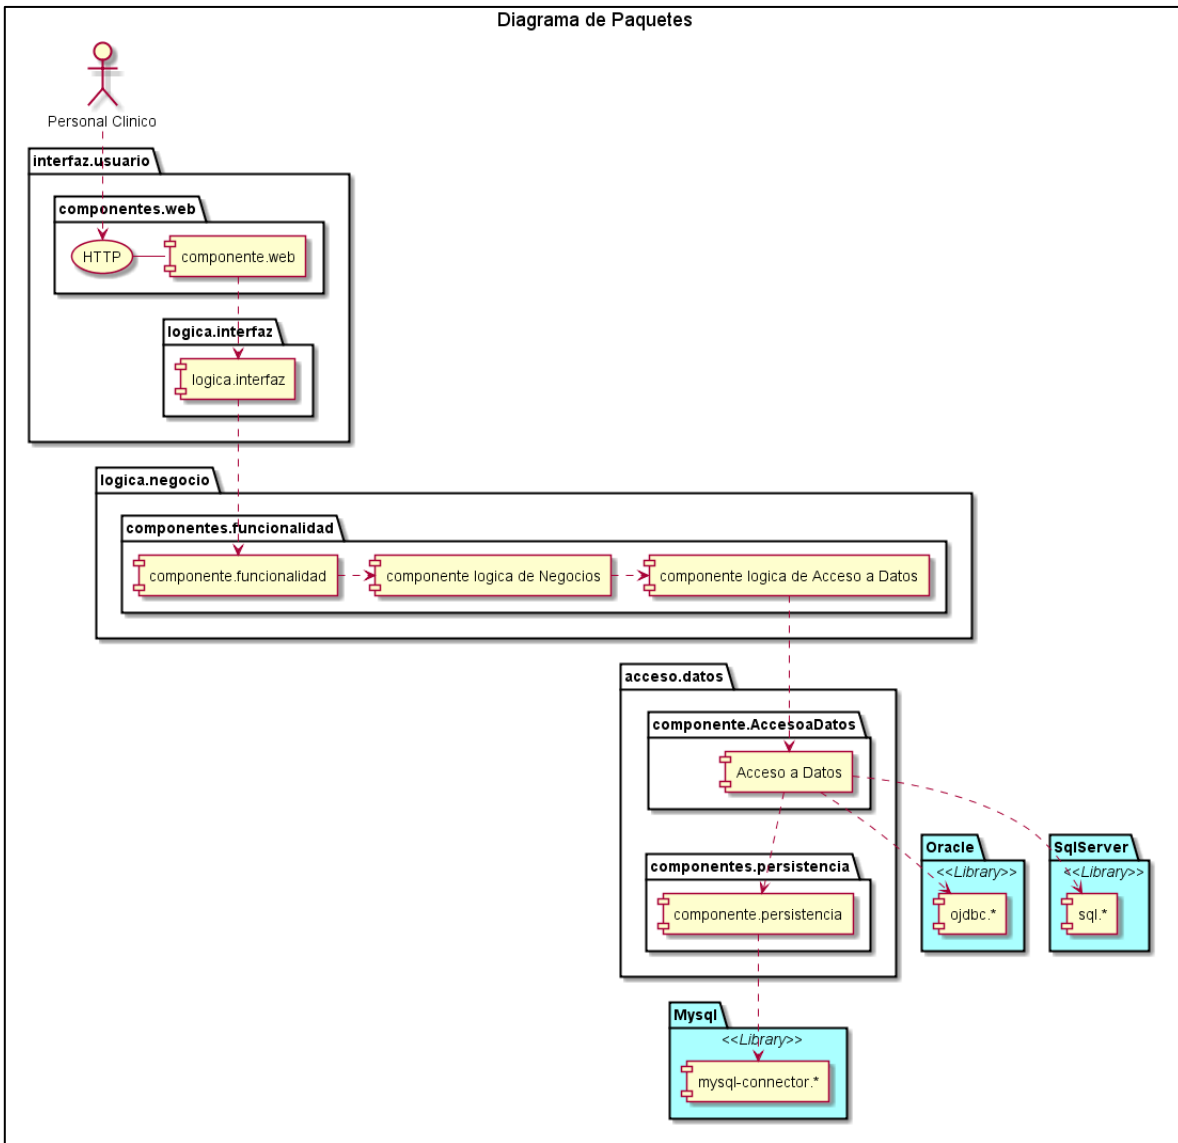 Diagrama de Paquetes
Personal Clinico
interfaz.usuario
componentes.web
HTTP
componente.web
logica.interfaz
logica.interfaz
logica.negocio
componentes.funcionalidad
componente.funcionalidad
componente logica de Negocios
componente logica de Acceso a Datos
acceso.datos
componente.AccesoaDatos
Acceso a Datos
Oracle
<<Library>>
ojdbc.*
SqlServer
<<Library>>
sql.*
componentes.persistencia
componente.persistencia
Mysql
<<Library>>
mysql-connector.*